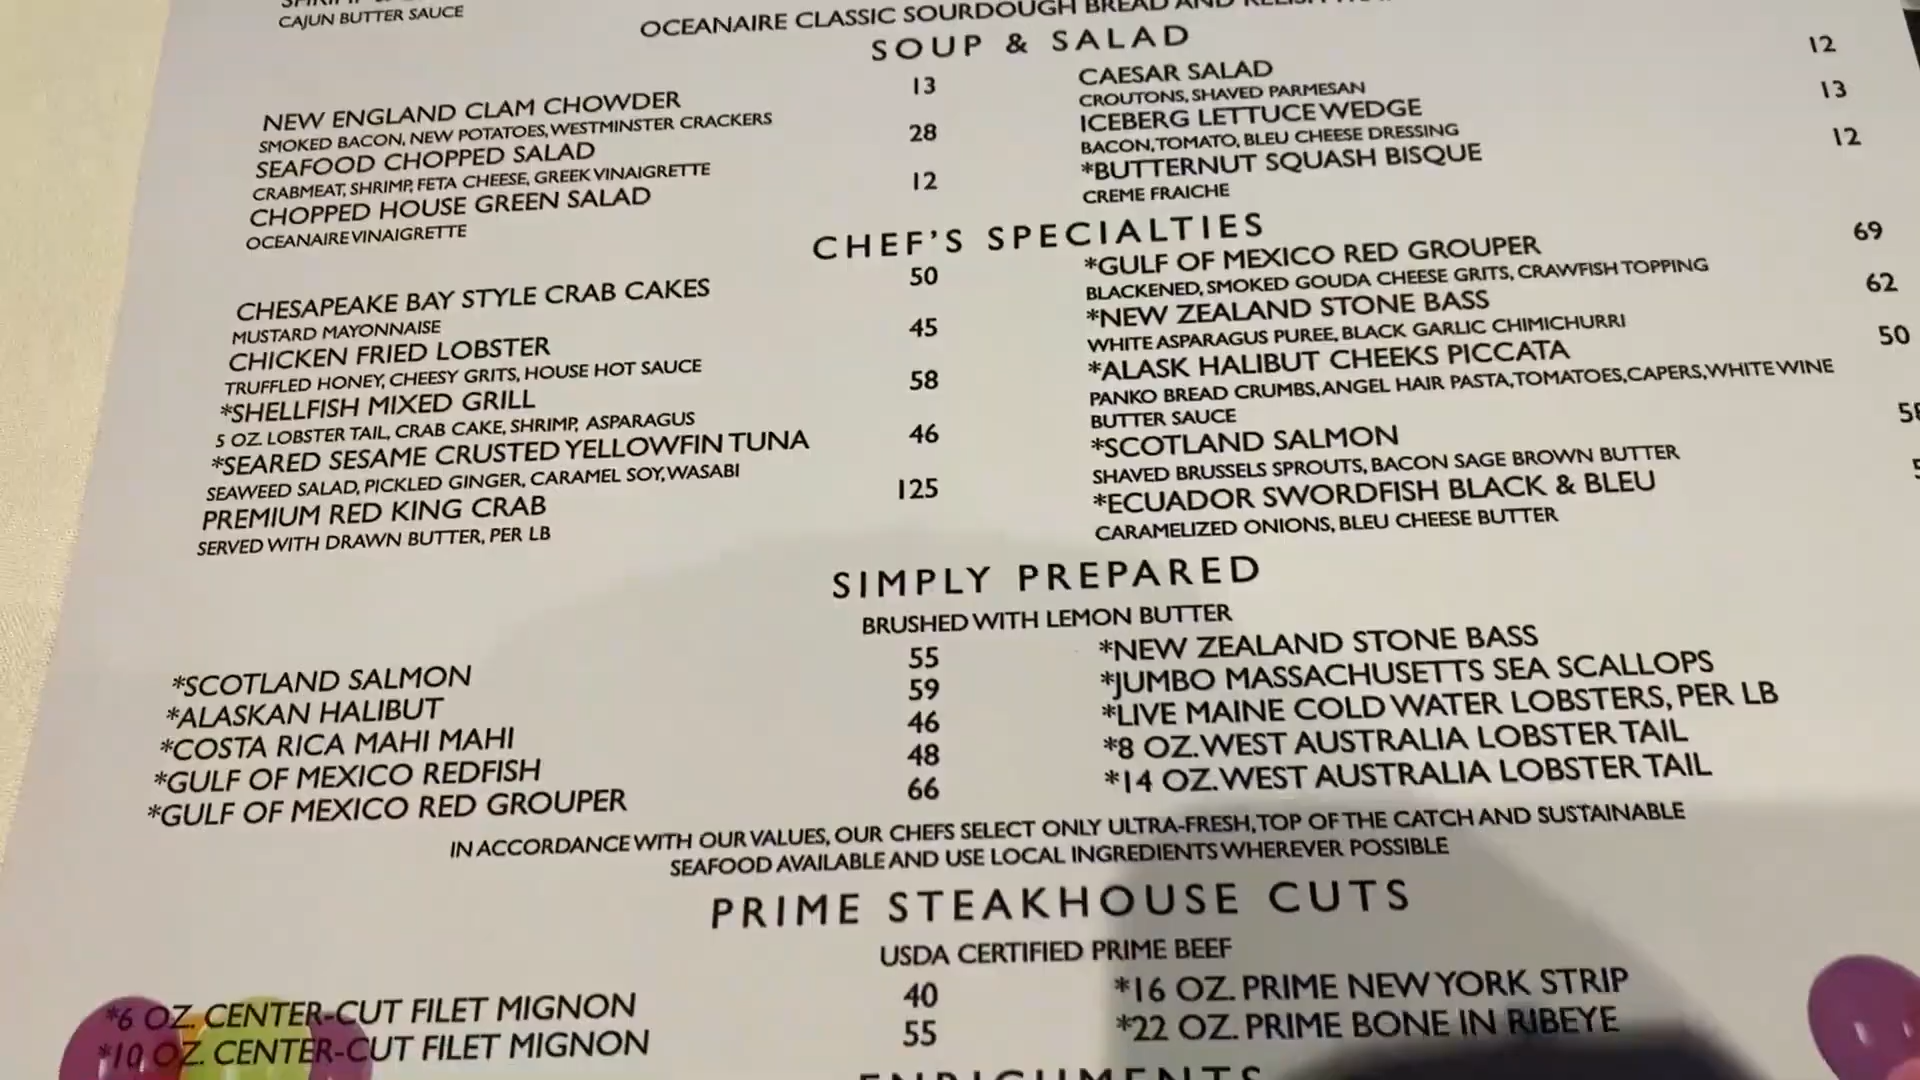 CAJUN BUTTER SAUCE
OCEANAIRE CLASSIC SOURDOUGH BREAD AND
SOUP & SALAD
NEW ENGLAND CLAM CHOWDER 13
SMOKED BACON, NEW POTATOES, WESTMINSTER CRACKERS
SEAFOOD CHOPPED SALAD 28
CRABMEAT, SHRIMP, FETA CHEESE, GREEK VINAIGRETTE
CHOPPED HOUSE GREEN SALAD 12
OCEANAIRE VINAIGRETTE
CAESAR SALAD 12
CROUTONS, SHAVED PARMESAN
ICEBERG LETTUCE WEDGE 13
BACON, TOMATO, BLEU CHEESE DRESSING
*BUTTERNUT SQUASH BISQUE 12
CREME FRAICHE
CHEF'S SPECIALTIES
CHESAPEAKE BAY STYLE CRAB CAKES 50
MUSTARD MAYONNAISE
CHICKEN FRIED LOBSTER 45
TRUFFLED HONEY, CHEESY GRITS, HOUSE HOT SAUCE
*SHELLFISH MIXED GRILL 58
5 OZ. LOBSTER TAIL, CRAB CAKE, SHRIMP, ASPARAGUS
*SEARED SESAME CRUSTED YELLOWFIN TUNA 46
SEAWEED SALAD, PICKLED GINGER, CARAMEL SOY, WASABI
PREMIUM RED KING CRAB 125
SERVED WITH DRAWN BUTTER, PER LB
*GULF OF MEXICO RED GROUPER 69
BLACKENED, SMOKED GOUDA CHEESE GRITS, CRAWFISH TOPPING
*NEW ZEALAND STONE BASS 62
WHITE ASPARAGUS PUREE, BLACK GARLIC CHIMICHURRI
*ALASK HALIBUT CHEEKS PICCATA 50
PANKO BREAD CRUMBS, ANGEL HAIR PASTA, TOMATOES, CAPERS, WHITE WINE
BUTTER SAUCE
*SCOTLAND SALMON
SHAVED BRUSSELS SPROUTS, BACON SAGE BROWN BUTTER
*ECUADOR SWORDFISH BLACK & BLEU
CARAMELIZED ONIONS, BLEU CHEESE BUTTER
SIMPLY PREPARED
BRUSHED WITH LEMON BUTTER
*SCOTLAND SALMON 55
*ALASKAN HALIBUT 59
*COSTA RICA MAHI MAHI 46
*GULF OF MEXICO REDFISH 48
*GULF OF MEXICO RED GROUPER 66
*NEW ZEALAND STONE BASS
*JUMBO MASSACHUSETTS SEA SCALLOPS
*LIVE MAINE COLD WATER LOBSTERS, PER LB
*8 OZ. WEST AUSTRALIA LOBSTER TAIL
*14 OZ. WEST AUSTRALIA LOBSTER TAIL
IN ACCORDANCE WITH OUR VALUES, OUR CHEFS SELECT ONLY ULTRA-FRESH, TOP OF THE CATCH AND SUSTAINABLE
SEAFOOD AVAILABLE AND USE LOCAL INGREDIENTS WHEREVER POSSIBLE
PRIME STEAKHOUSE CUTS
USDA CERTIFIED PRIME BEEF
*6 OZ. CENTER-CUT FILET MIGNON 40
*10 OZ. CENTER-CUT FILET MIGNON 55
*16 OZ. PRIME NEW YORK STRIP
*22 OZ. PRIME BONE IN RIBEYE